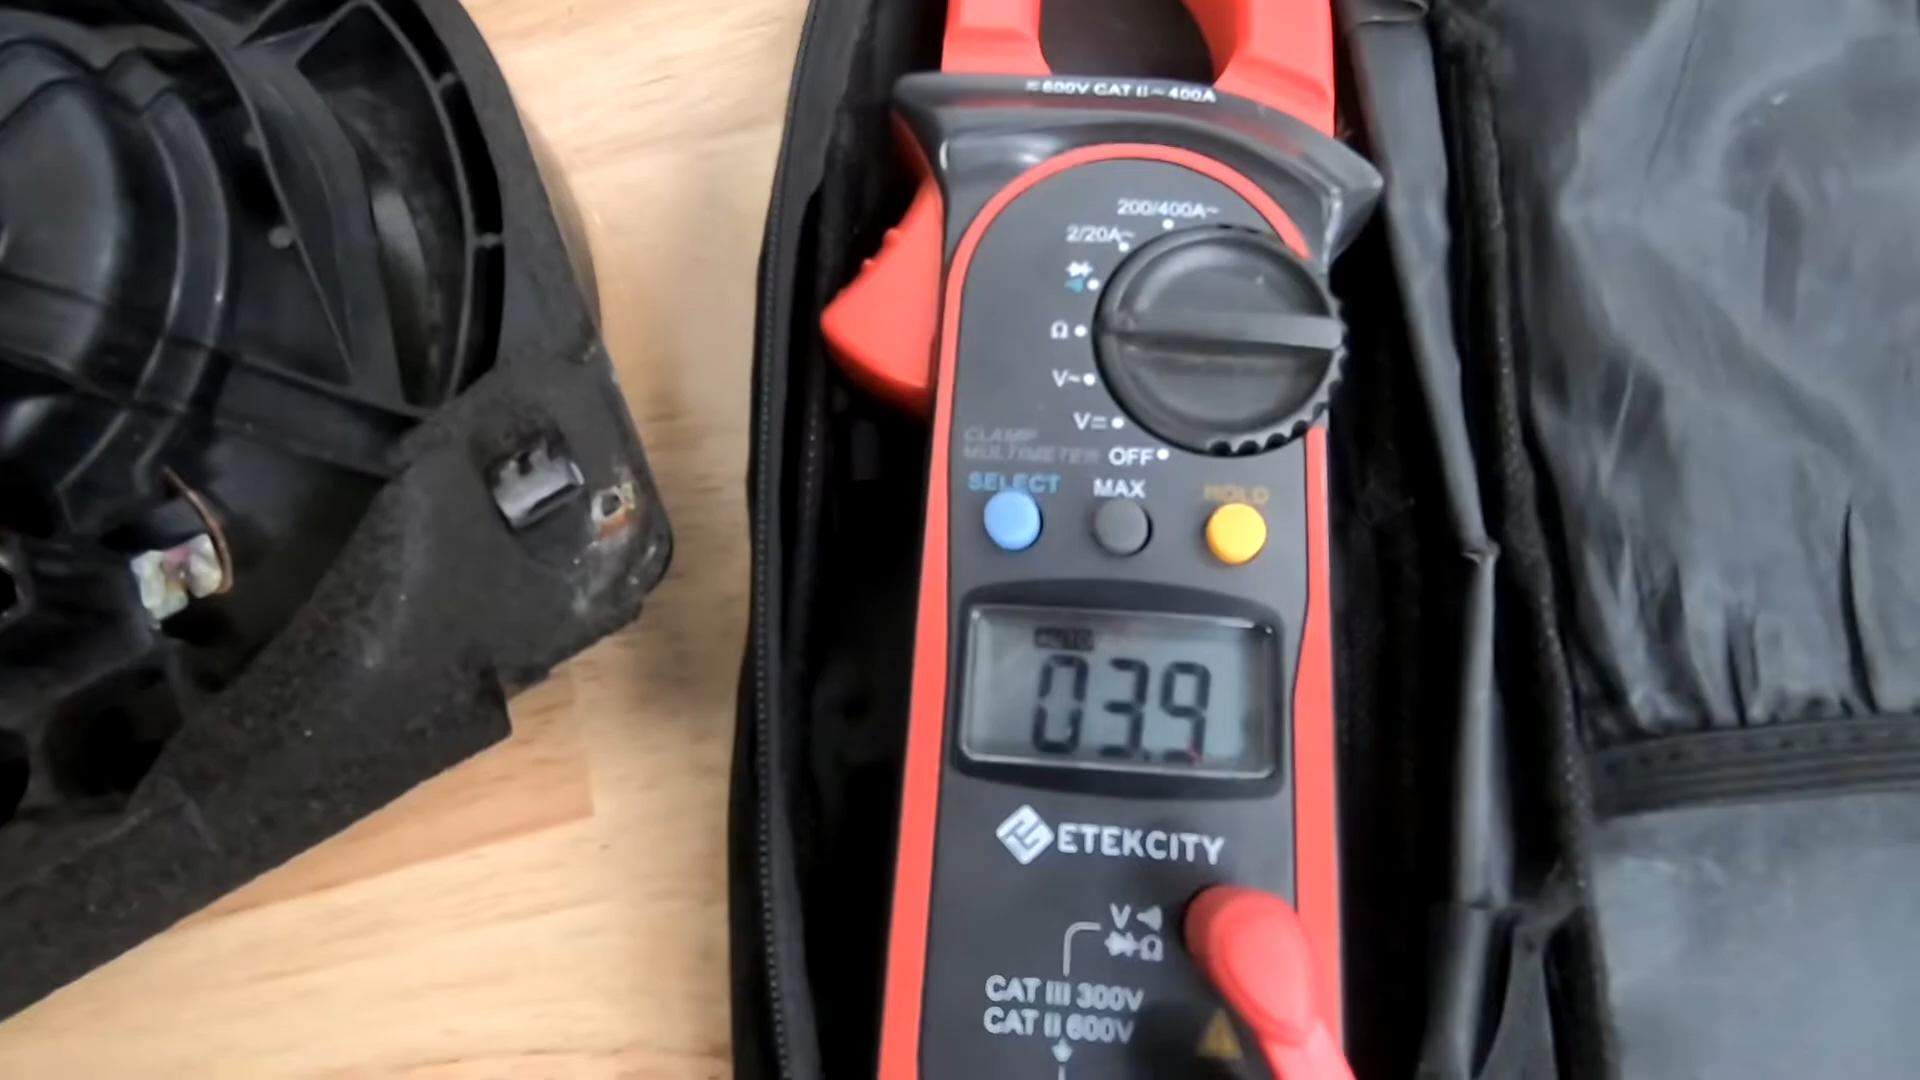 ≂600V CAT II ~ 400A
200/400A~
2/20A~
Ω
V~
V⎓
OFF
CLAMP
MULTIMETER
SELECT
MAX
HOLD
AUTO
03.9
ETEKCITY
V
Ω
CAT III 300V
CAT II 600V